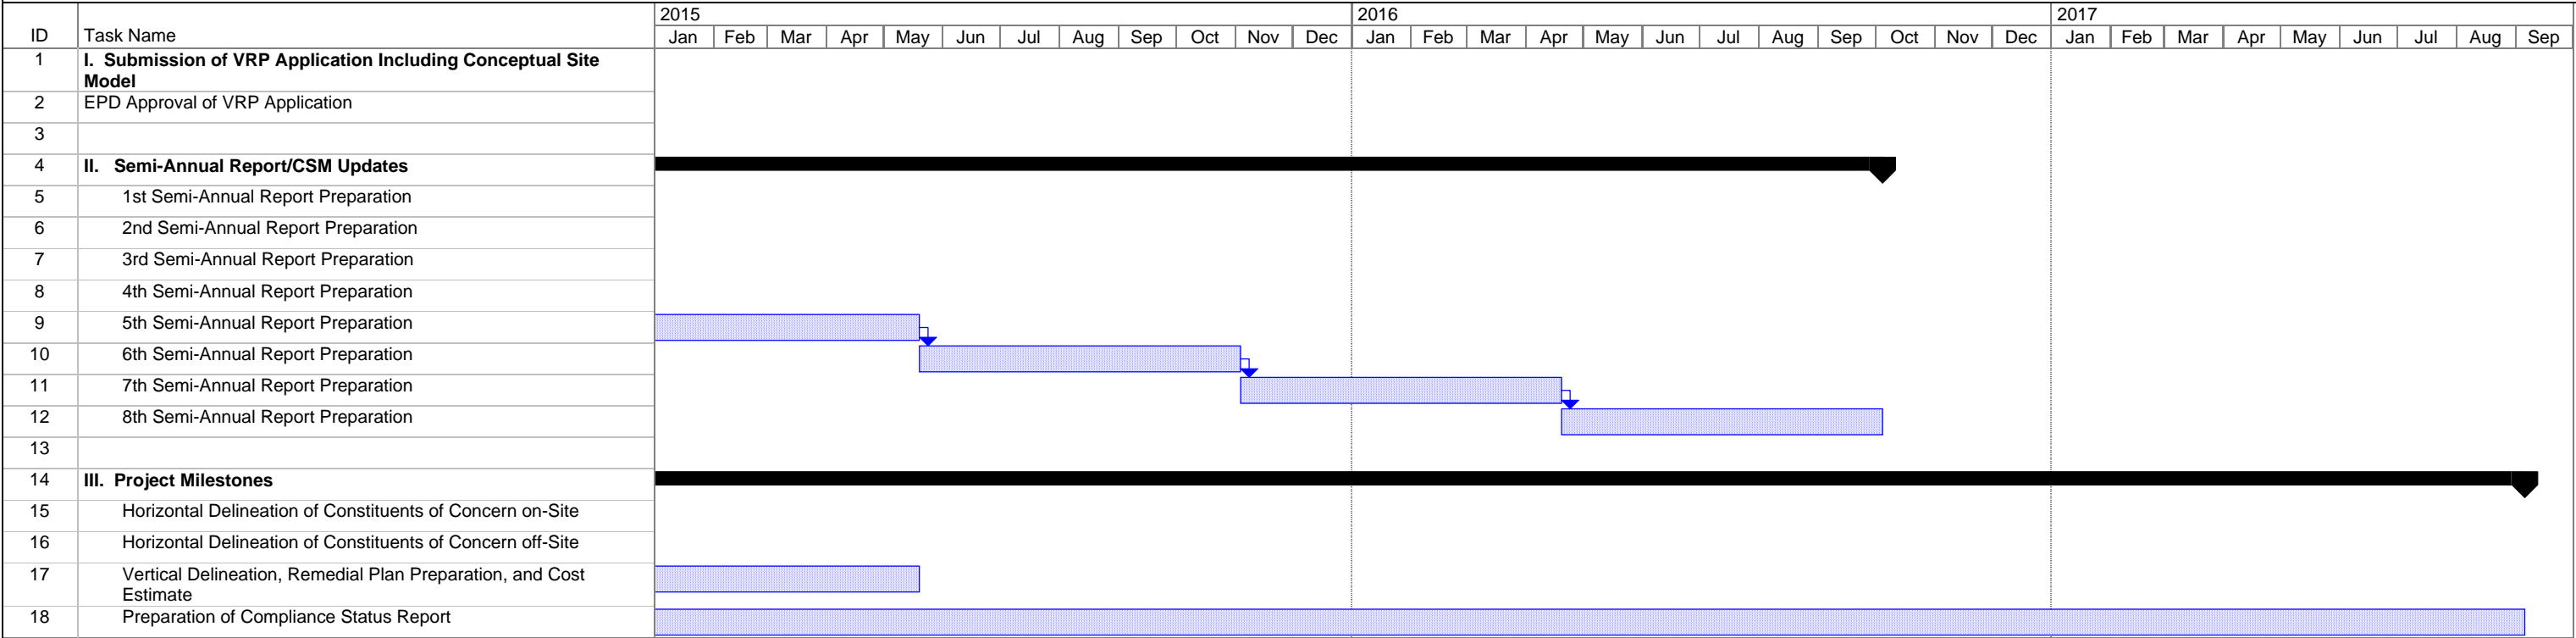 2015 2016 2017
ID Task Name Jan Feb Mar Apr May Jun Jul Aug Sep Oct Nov Dec Jan Feb Mar Apr May Jun Jul Aug Sep Oct Nov Dec Jan Feb Mar Apr May Jun Jul Aug Sep
1 I. Submission of VRP Application Including Conceptual Site
Model
2 EPD Approval of VRP Application
3
4 II. Semi-Annual Report/CSM Updates
5 1st Semi-Annual Report Preparation
6 2nd Semi-Annual Report Preparation
7 3rd Semi-Annual Report Preparation
8 4th Semi-Annual Report Preparation
9 5th Semi-Annual Report Preparation
10 6th Semi-Annual Report Preparation
11 7th Semi-Annual Report Preparation
12 8th Semi-Annual Report Preparation
13
14 III. Project Milestones
15 Horizontal Delineation of Constituents of Concern on-Site
16 Horizontal Delineation of Constituents of Concern off-Site
17 Vertical Delineation, Remedial Plan Preparation, and Cost
Estimate
18 Preparation of Compliance Status Report